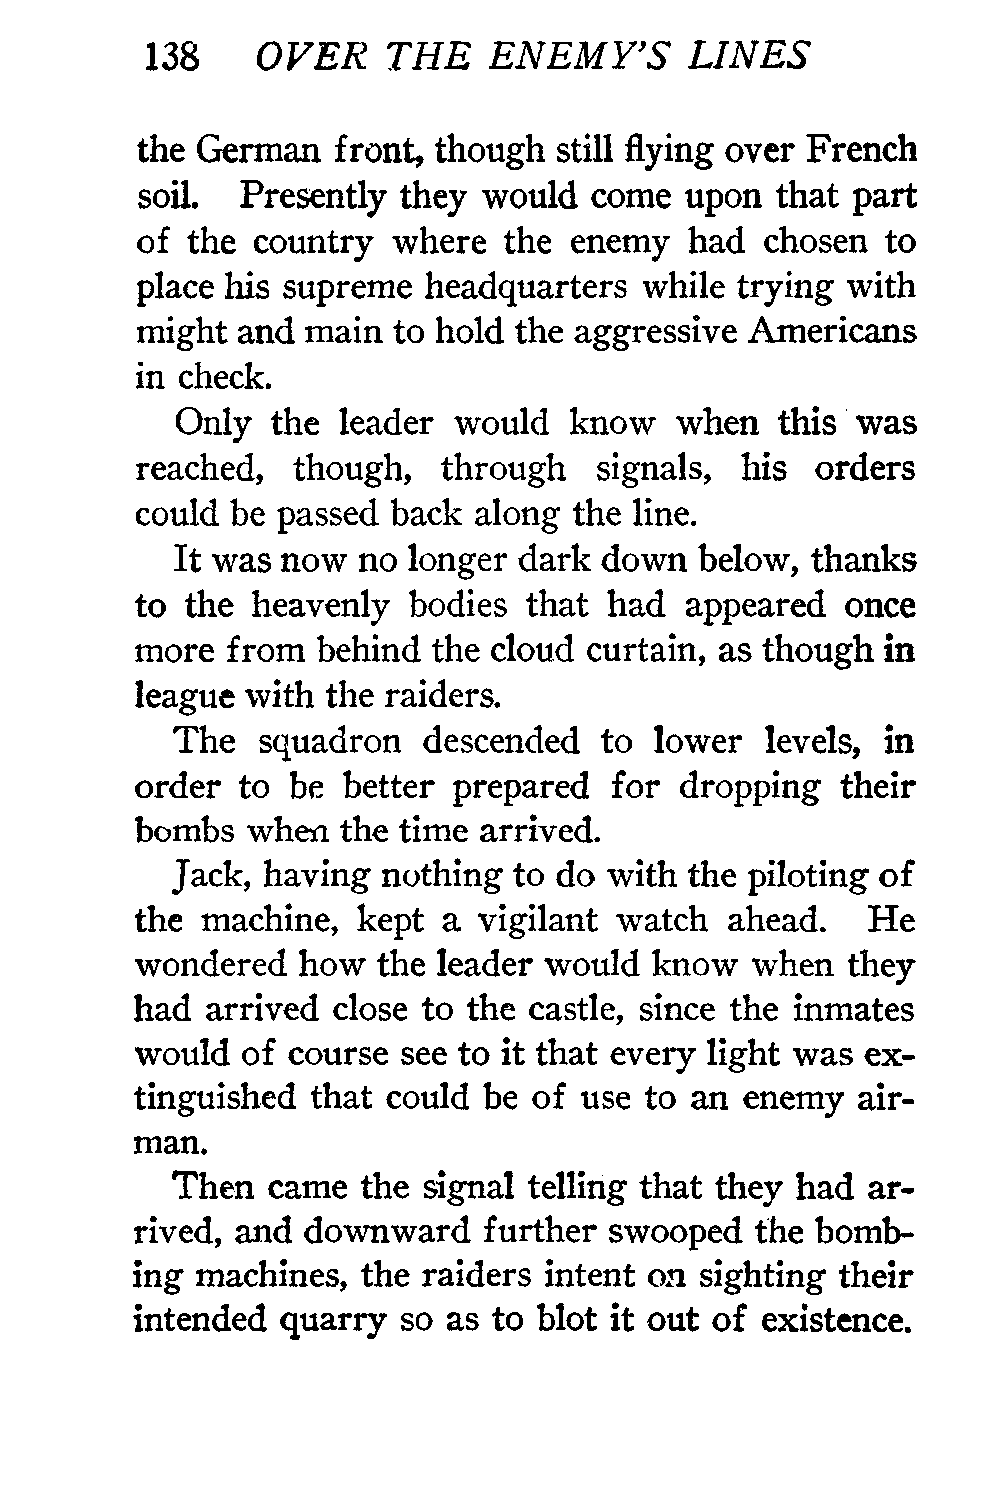 138 OVER THE ENEMY'S LINES
the German front, though still flying over French
soil. Presently they would come upon that part
of the country where the enemy had chosen to
place his supreme headquarters while trying with
might and main to hold the aggressive Americans
in check.
Only the leader would know when this was
reached, though, through signals, his orders
could be passed back along the line.
It was now no longer dark down below, thanks
to the heavenly bodies that had appeared once
more from behind the cloud curtain, as though in
league with the raiders.
The squadron descended to lower levels, in
order to be better prepared for dropping their
bombs when the time arrived.
Jack, having nothing to do with the piloting of
the machine, kept a vigilant watch ahead. He
wondered how the leader would know when they
had arrived close to the castle, since the inmates
would of course see to it that every light was ex-
tinguished that could be of use to an enemy air-
man.
Then came the signal telling that they had ar-
rived, and downward further swooped the bomb-
ing machines, the raiders intent on sighting their
intended quarry so as to blot it out of existence.